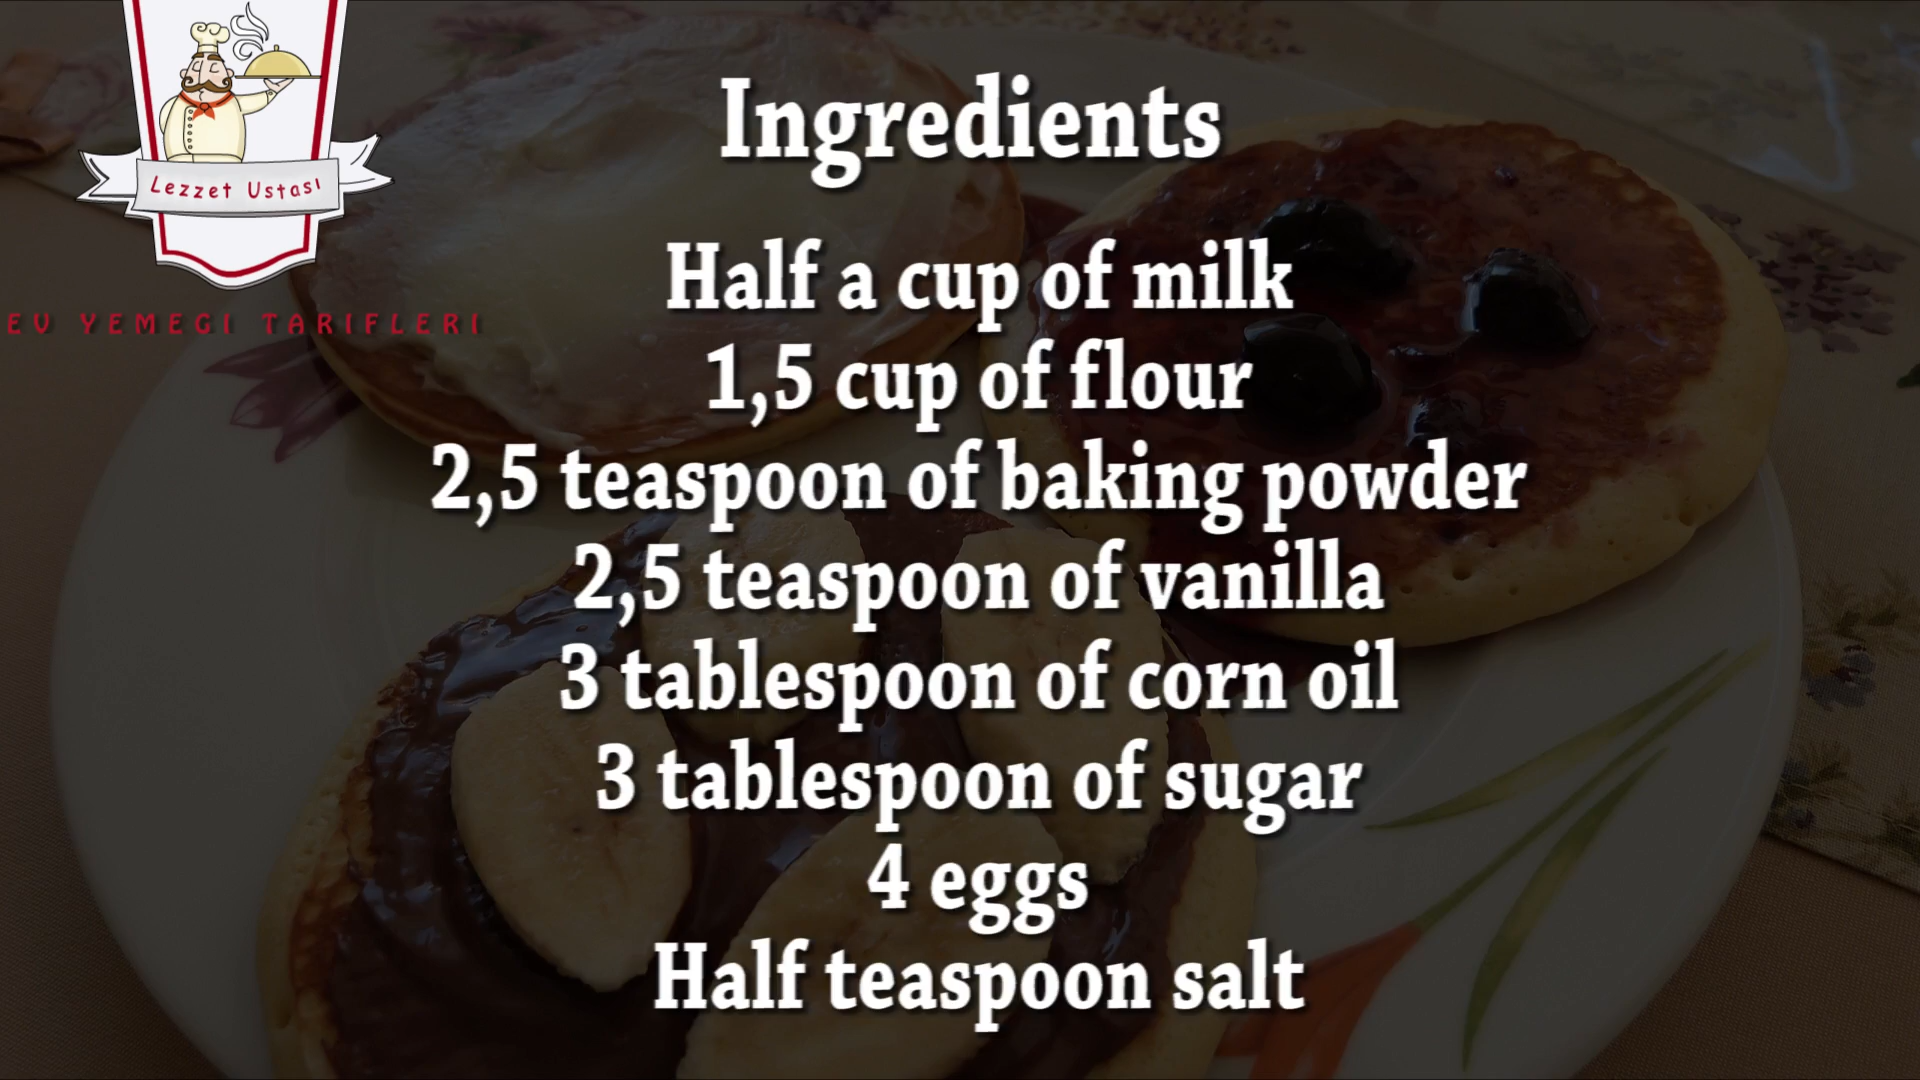 Lezzet Ustası
EV YEMEGI TARIFLERI
Ingredients
Half a cup of milk
1,5 cup of flour
2,5 teaspoon of baking powder
2,5 teaspoon of vanilla
3 tablespoon of corn oil
3 tablespoon of sugar
4 eggs
Half teaspoon salt